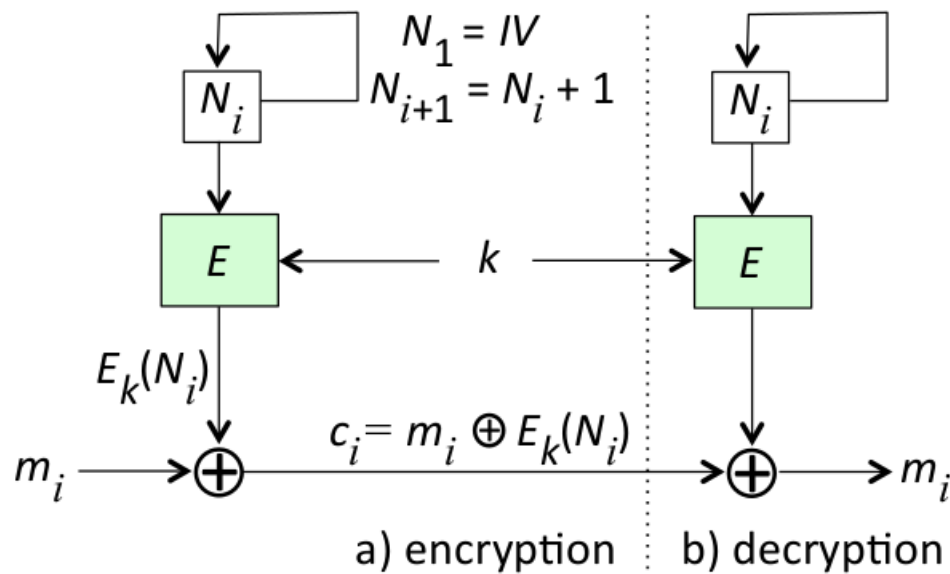 N₁ = IV
Nᵢ Nᵢ₊₁ = Nᵢ + 1 Nᵢ
E k E
Eₖ(Nᵢ)
cᵢ = mᵢ ⊕ Eₖ(Nᵢ)
mᵢ ⊕ ⊕ mᵢ
a) encryption b) decryption